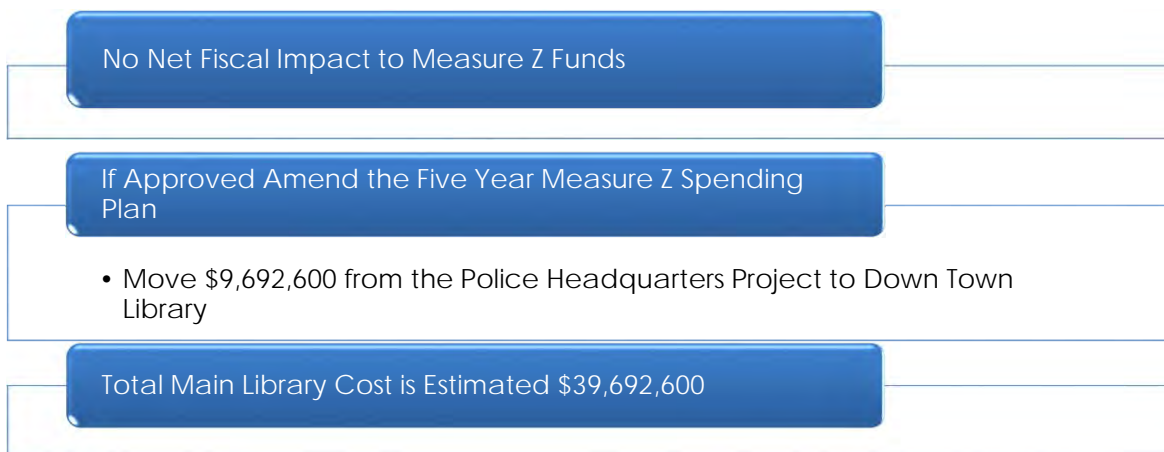 No Net Fiscal Impact to Measure Z Funds
If Approved Amend the Five Year Measure Z Spending
Plan
• Move $9,692,600 from the Police Headquarters Project to Down Town
Library
Total Main Library Cost is Estimated $39,692,600